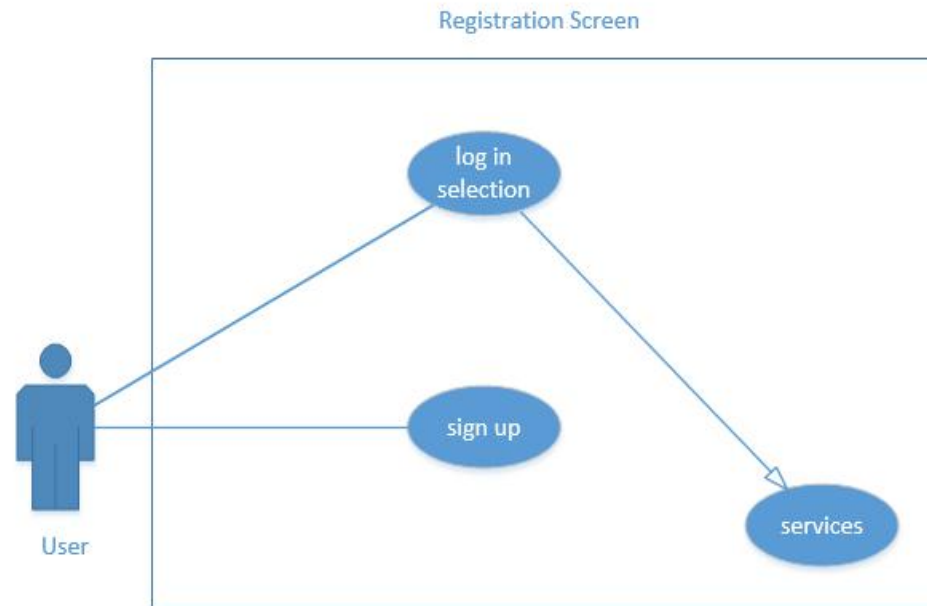 Registration Screen
log in
selection
sign up
services
User